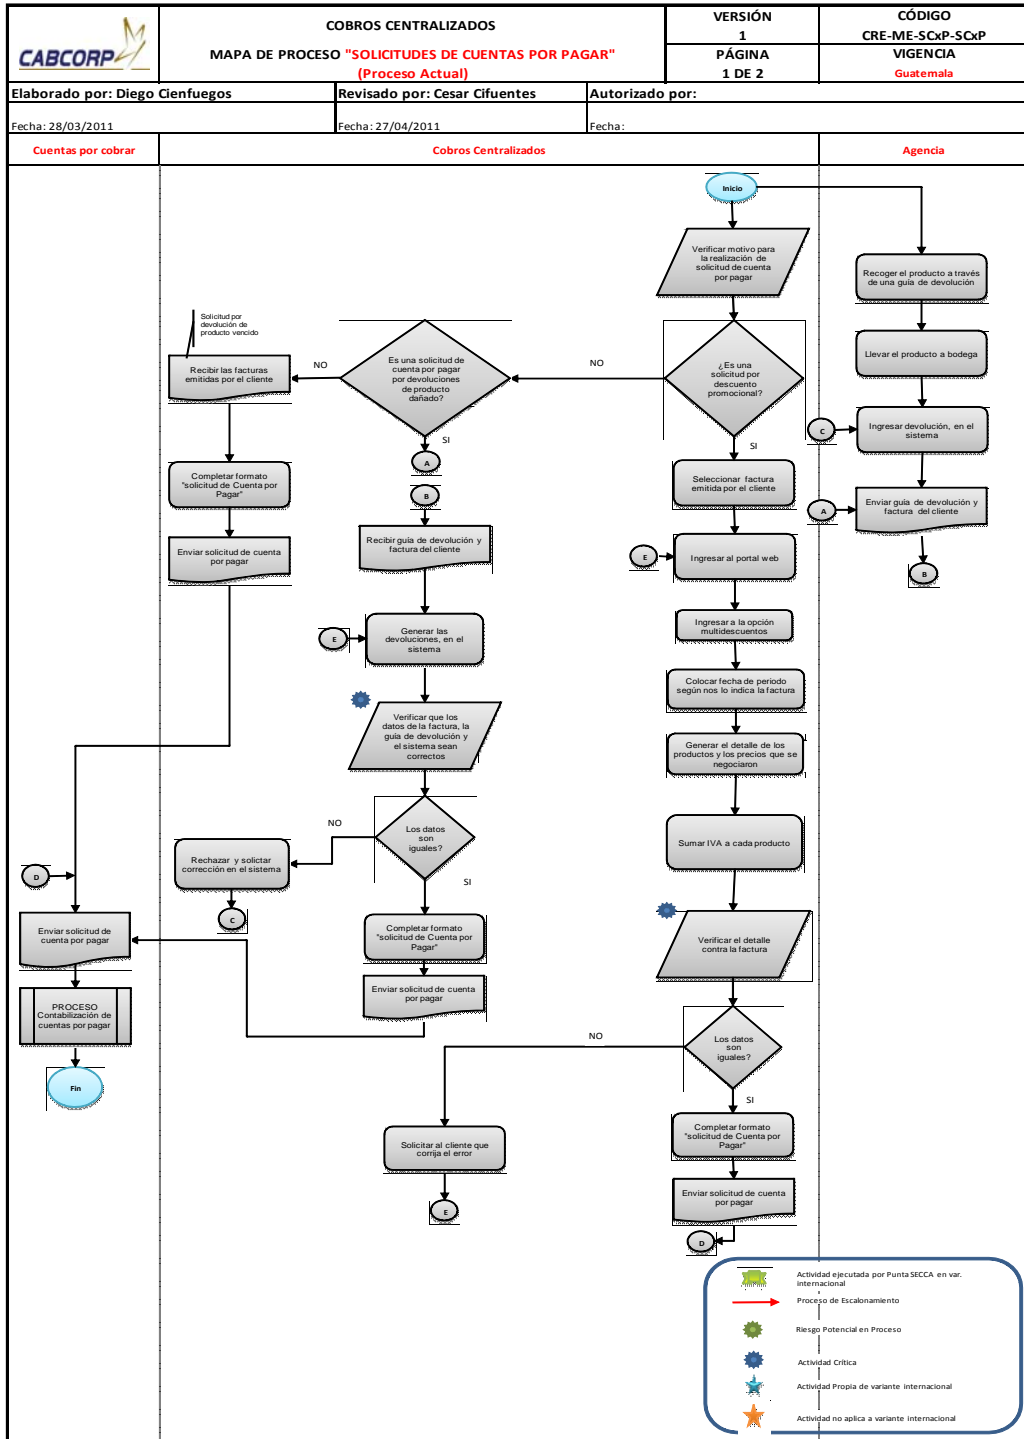 CABCORP
COBROS CENTRALIZADOS
MAPA DE PROCESO "SOLICITUDES DE CUENTAS POR PAGAR"
(Proceso Actual)
VERSIÓN
1
PÁGINA
1 DE 2
CÓDIGO
CRE-ME-SCxP-SCxP
VIGENCIA
Guatemala
Elaborado por: Diego Cienfuegos
Revisado por: Cesar Cifuentes
Autorizado por:
Fecha: 28/03/2011
Fecha: 27/04/2011
Fecha:
Cuentas por cobrar
Cobros Centralizados
Agencia
Inicio
Verificar motivo para
la realización de
solicitud de cuenta
por pagar
Recoger el producto a través
de una guía de devolución
Solicitud por
devolución de
producto vencido
Recibir las facturas
emitidas por el cliente
NO
Es una solicitud de
cuenta por pagar
por devoluciones
de producto
dañado?
NO
¿Es una
solicitud por
descuento
promocional?
Llevar el producto a bodega
SI
A
SI
C
Ingresar devolución, en el
sistema
Completar formato
"solicitud de Cuenta por
Pagar"
B
Seleccionar factura
emitida por el cliente
A
Enviar guía de devolución y
factura del cliente
Enviar solicitud de cuenta
por pagar
Recibir guía de devolución y
factura del cliente
E
Ingresar al portal web
B
E
Generar las
devoluciones, en el
sistema
Ingresar a la opción
multidescuentos
Colocar fecha de periodo
según nos lo indica la factura
Verificar que los
datos de la factura, la
guía de devolución y
el sistema sean
correctos
Generar el detalle de los
productos y los precios que se
negociaron
NO
Los datos
son
iguales?
Sumar IVA a cada producto
Rechazar y solictar
corrección en el sistema
SI
D
C
Enviar solicitud de
cuenta por pagar
Completar formato
"solicitud de Cuenta por
Pagar"
Verificar el detalle
contra la factura
Enviar solicitud de cuenta
por pagar
PROCESO
Contabilización de
cuentas por pagar
NO
Los datos
son
iguales?
Fin
SI
Solicitar al cliente que
corrija el error
Completar formato
"solicitud de Cuenta por
Pagar"
Enviar solicitud de cuenta
por pagar
E
D
Actividad ejecutada por Punta SECCA en var.
internacional
Proceso de Escalonamiento
Riesgo Potencial en Proceso
Actividad Crítica
Actividad Propia de variante internacional
Actividad no aplica a variante internacional